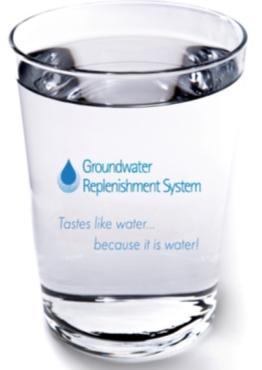 Groundwater
Replenishment System
Tastes like water...
because it is water!